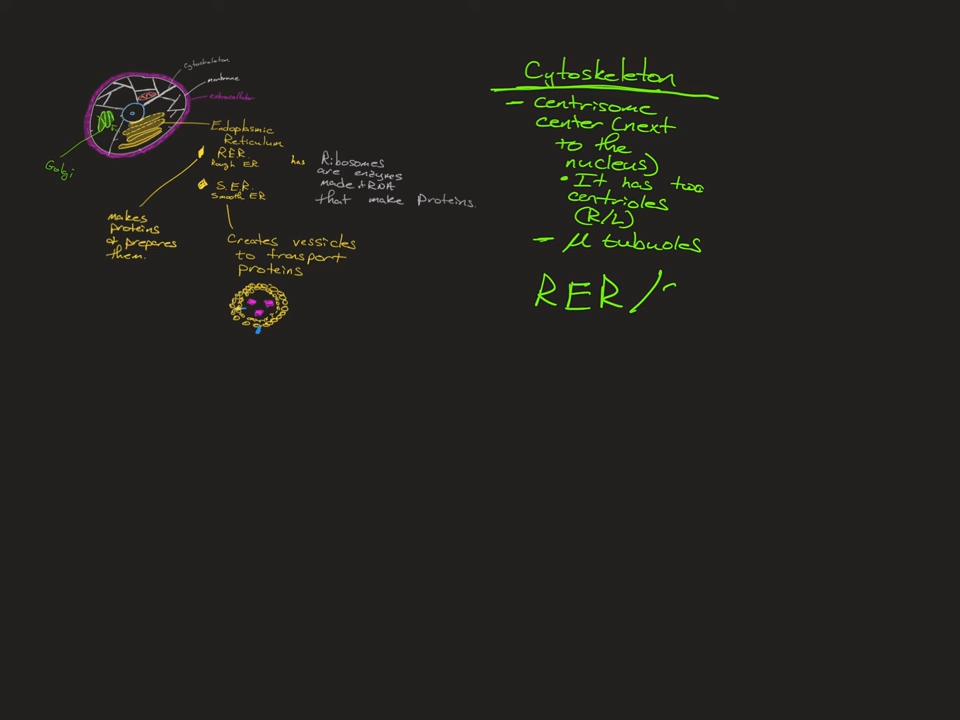 Cytoskeleton
membrane
extracellular
Golgi
Endoplasmic
Reticulum
RER
Rough ER
S.E.R.
Smooth ER
has Ribosomes
are enzymes
made RNA
that make proteins.
makes
proteins
prepares
them.
Creates vessicles
to transport
proteins
Cytoskeleton
- centrisome
center (next
to the
nucleus)
• It has two
centrioles
(R/L)
- μ tubuoles
RER /